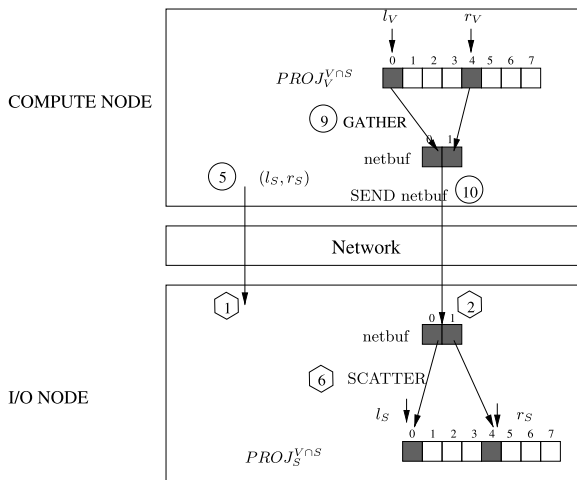 l_V r_V
0 1 2 3 4 5 6 7
PROJ_V^{V∩S}
COMPUTE NODE
9 GATHER
0 1
netbuf
5 (l_S, r_S)
SEND netbuf 10
Network
1 2
0 1
netbuf
6 SCATTER
I/O NODE
l_S r_S
0 1 2 3 4 5 6 7
PROJ_S^{V∩S}